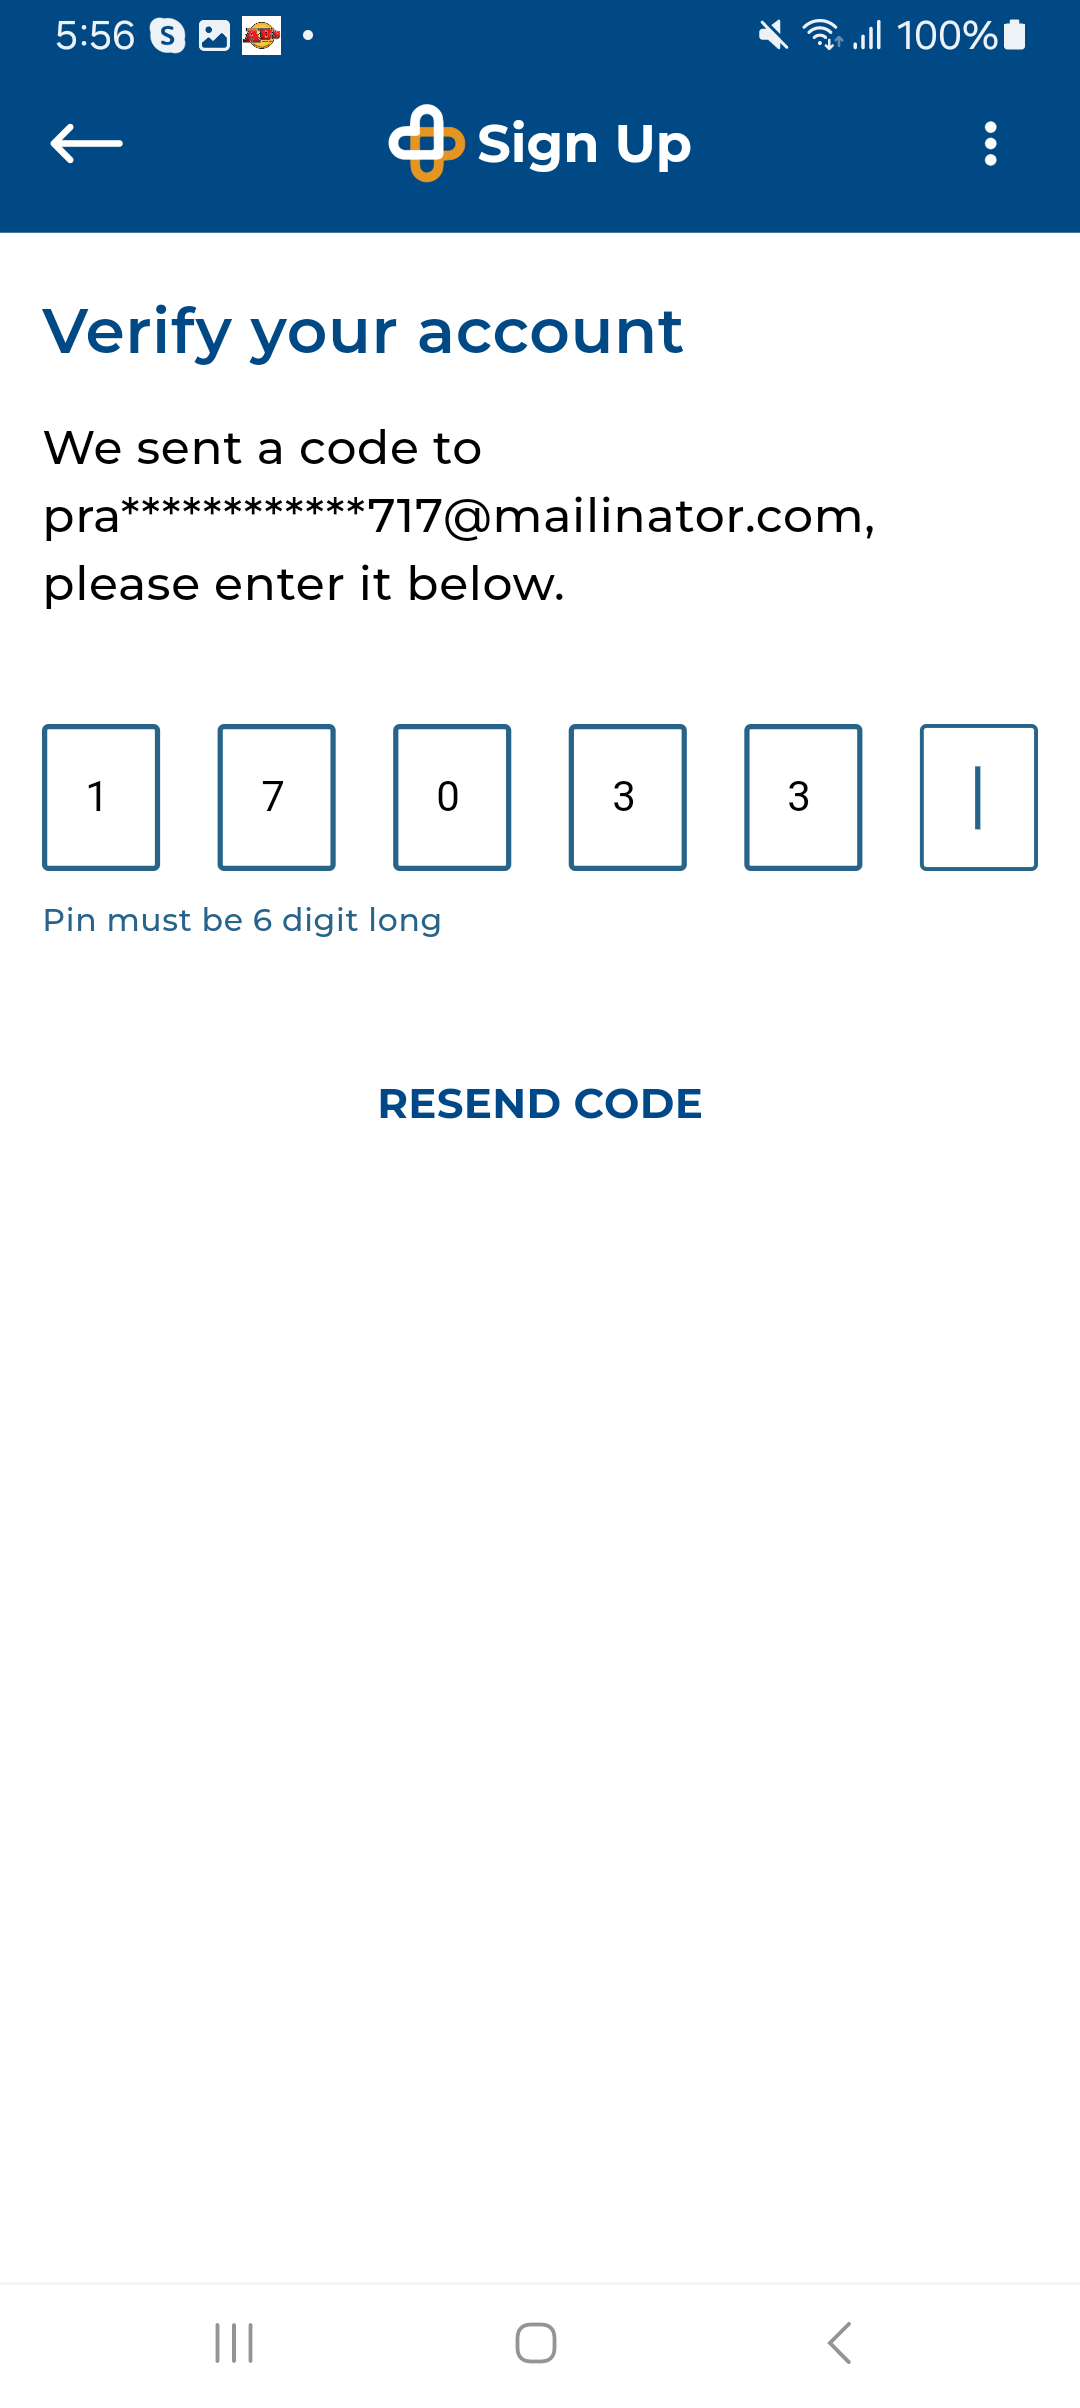 5:56 S AB's 100%
Sign Up
Verify your account
We sent a code to
pra************717@mailinator.com,
please enter it below.
1 7 0 3 3
Pin must be 6 digit long
RESEND CODE